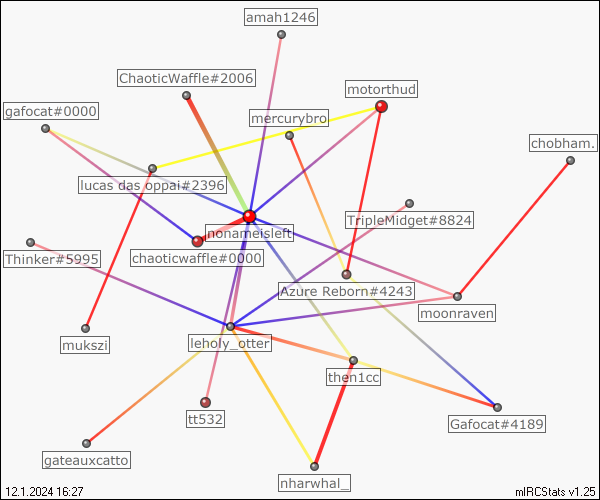 amah1246
ChaoticWaffle#2006
motorthud
gafocat#0000
mercurybro
chobham.
lucas das oppai#2396
TripleMidget#8824
nonameisleft
Thinker#5995
chaoticwaffle#0000
Azure Reborn#4243
moonraven
mukszi
leholy_otter
then1cc
tt532
Gafocat#4189
gateauxcatto
nharwhal_
12.1.2024 16:27
mIRCStats v1.25